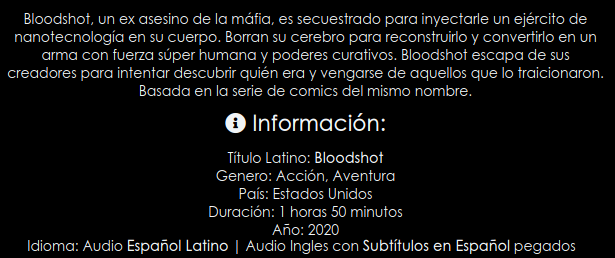 Bloodshot, un ex asesino de la máfia, es secuestrado para inyectarle un ejército de
nanotecnología en su cuerpo. Borran su cerebro para reconstruirlo y convertirlo en un
arma con fuerza súper humana y poderes curativos. Bloodshot escapa de sus
creadores para intentar descubrir quién era y vengarse de aquellos que lo traicionaron.
Basada en la serie de comics del mismo nombre.
Información:
Título Latino: Bloodshot
Genero: Acción, Aventura
País: Estados Unidos
Duración: 1 horas 50 minutos
Año: 2020
Idioma: Audio Español Latino | Audio Ingles con Subtítulos en Español pegados